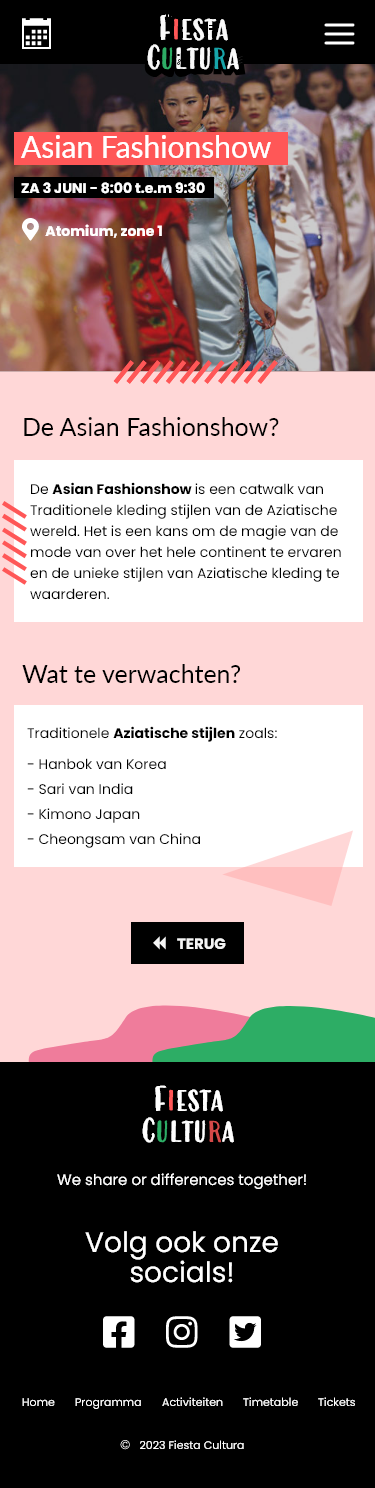 FIESTA
CULTURA
Asian Fashionshow
ZA 3 JUNI - 8:00 t.e.m 9:30
Atomium, zone 1
De Asian Fashionshow?
De Asian Fashionshow is een catwalk van
Traditionele kleding stijlen van de Aziatische
wereld. Het is een kans om de magie van de
mode van over het hele continent te ervaren
en de unieke stijlen van Aziatische kleding te
waarderen.
Wat te verwachten?
Traditionele Aziatische stijlen zoals:
- Hanbok van Korea
- Sari van India
- Kimono Japan
- Cheongsam van China
TERUG
FIESTA
CULTURA
We share or differences together!
Volg ook onze
socials!
Home Programma Activiteiten Timetable Tickets
© 2023 Fiesta Cultura